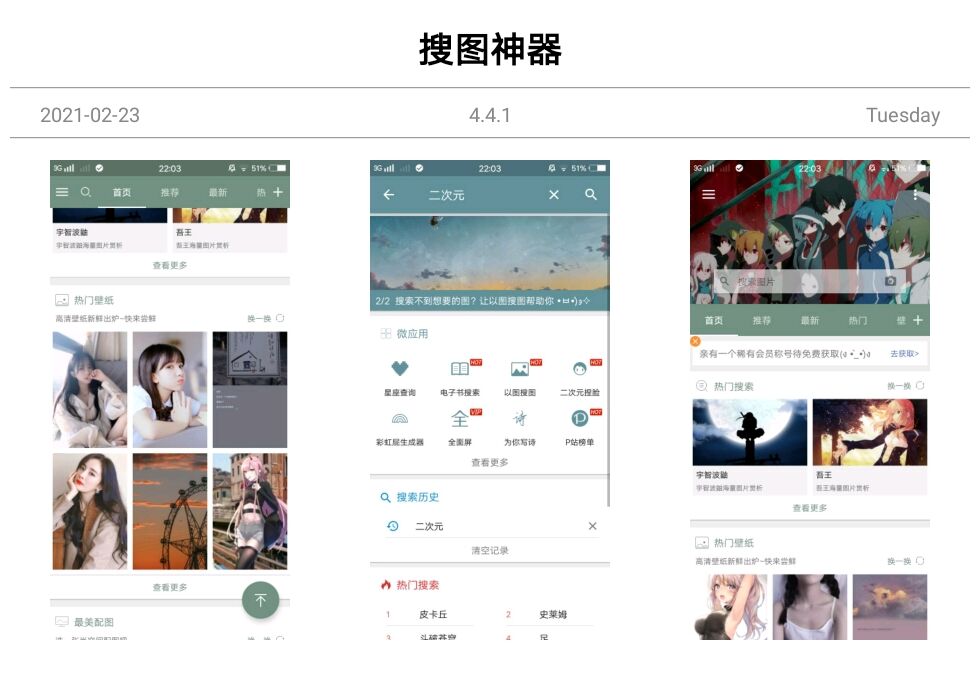 搜图神器
2021-02-23 4.4.1 Tuesday
3G 22:03 51%
首页 推荐 最新 热
宇智波鼬 吾王
宇智波鼬海量图片赏析 吾王海量图片赏析
查看更多
热门壁纸
高清壁纸新鲜出炉~快来尝鲜 换一换
查看更多
最美配图
换一换
3G 22:03 51%
二次元
2/2 搜索不到想要的图? 让以图搜图帮助你 •ㅂ•)و✧
微应用
HOT HOT HOT
星座查询 电子书搜索 以图搜图 二次元捏脸
全 VIP 诗 P HOT
彩虹屁生成器 全面屏 为你写诗 P站榜单
查看更多
搜索历史
二次元
清空记录
热门搜索
1 皮卡丘 2 史莱姆
3 斗破苍穹 4 足
3G 22:03 51%
搜索图片
首页 推荐 最新 热门 壁
亲有一个稀有会员称号待免费获取(ง •̀_•́)ง 去获取>
热门搜索 换一换
宇智波鼬 吾王
宇智波鼬海量图片赏析 吾王海量图片赏析
查看更多
热门壁纸
高清壁纸新鲜出炉~快来尝鲜 换一换